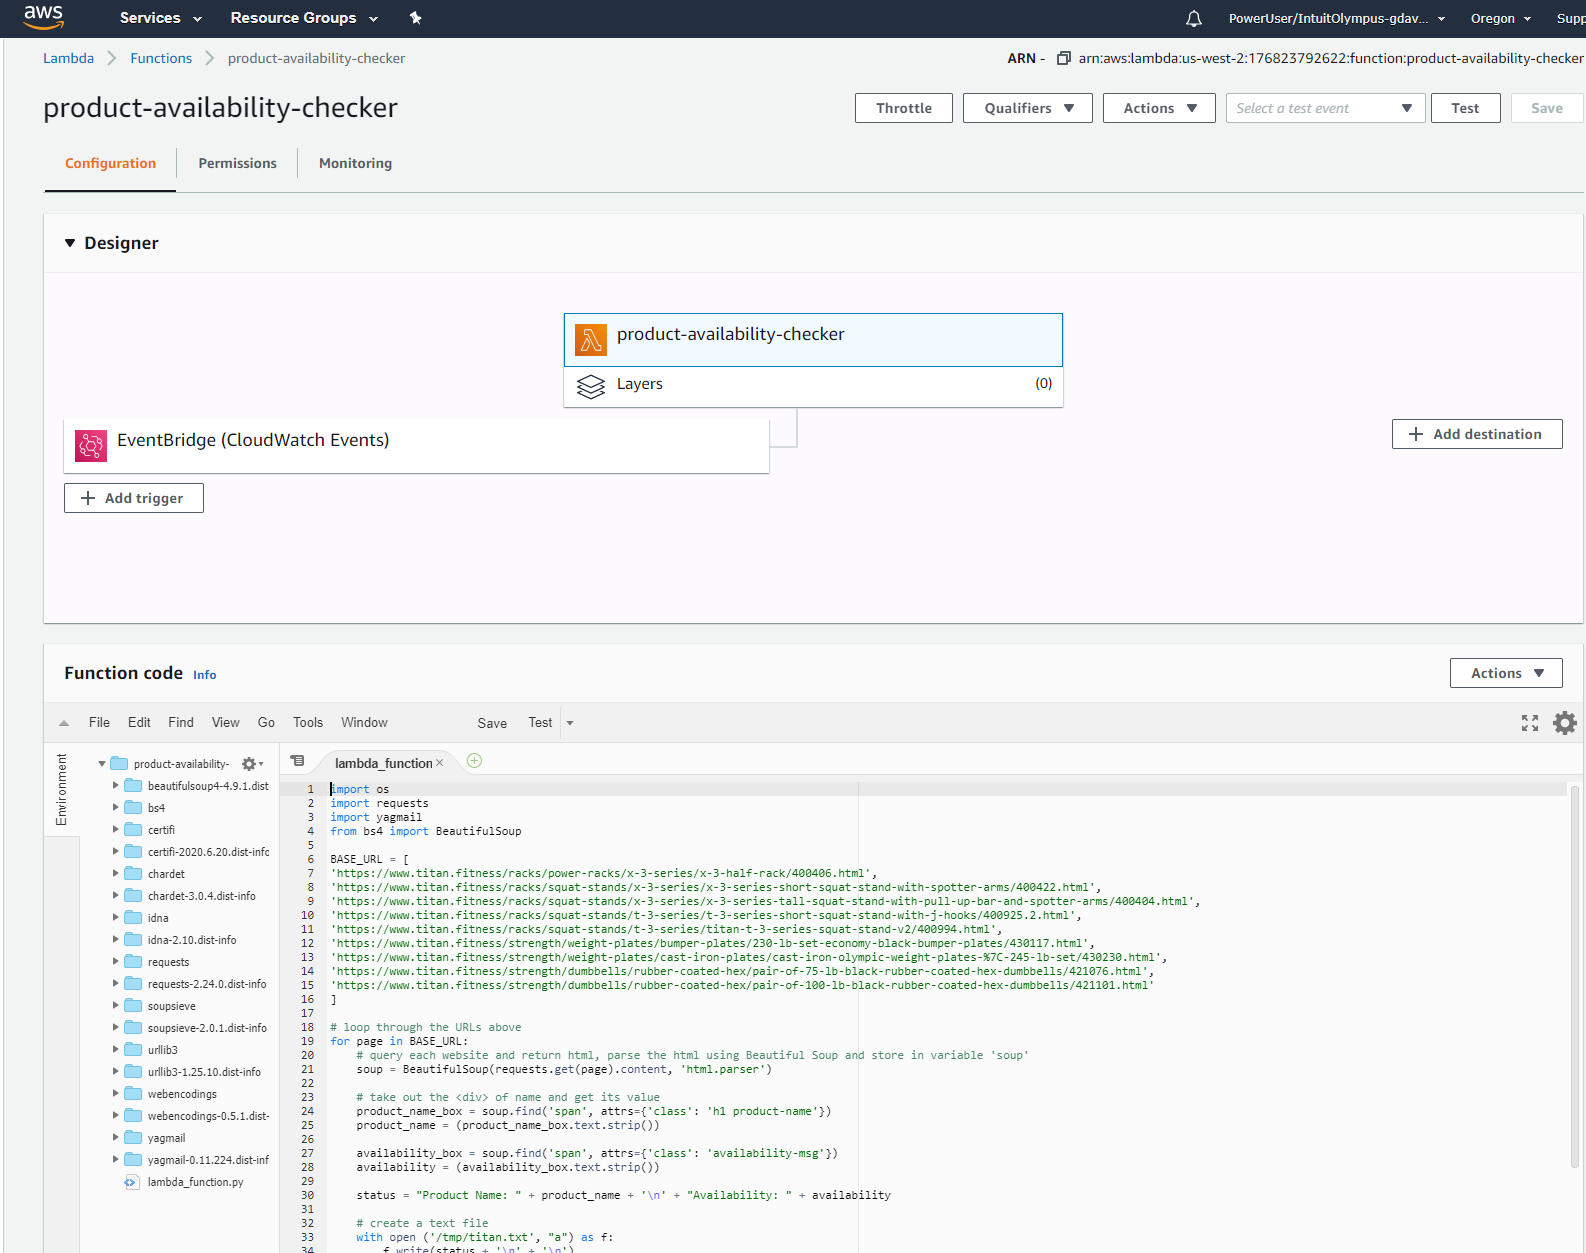 aws Services Resource Groups PowerUser/IntuitOlympus-gdav... Oregon Supp
Lambda Functions product-availability-checker ARN - arn:aws:lambda:us-west-2:176823792622:function:product-availability-checker
product-availability-checker Throttle Qualifiers Actions Select a test event Test Save
Configuration Permissions Monitoring
Designer
product-availability-checker
Layers (0)
EventBridge (CloudWatch Events)
+ Add destination
+ Add trigger
Function code Info Actions
File Edit Find View Go Tools Window Save Test
Environment
product-availability-
beautifulsoup4-4.9.1.dist
bs4
certifi
certifi-2020.6.20.dist-info
chardet
chardet-3.0.4.dist-info
idna
idna-2.10.dist-info
requests
requests-2.24.0.dist-info
soupsieve
soupsieve-2.0.1.dist-info
urllib3
urllib3-1.25.10.dist-info
webencodings
webencodings-0.5.1.dist-
yagmail
yagmail-0.11.224.dist-inf
lambda_function.py
lambda_function ×
1 import os
2 import requests
3 import yagmail
4 from bs4 import BeautifulSoup
5
6 BASE_URL = [
7 'https://www.titan.fitness/racks/power-racks/x-3-series/x-3-half-rack/400406.html',
8 'https://www.titan.fitness/racks/squat-stands/x-3-series/x-3-series-short-squat-stand-with-spotter-arms/400422.html',
9 'https://www.titan.fitness/racks/squat-stands/x-3-series/x-3-series-tall-squat-stand-with-pull-up-bar-and-spotter-arms/400404.html',
10 'https://www.titan.fitness/racks/squat-stands/t-3-series/t-3-series-short-squat-stand-with-j-hooks/400925.2.html',
11 'https://www.titan.fitness/racks/squat-stands/t-3-series/titan-t-3-series-squat-stand-v2/400994.html',
12 'https://www.titan.fitness/strength/weight-plates/bumper-plates/230-lb-set-economy-black-bumper-plates/430117.html',
13 'https://www.titan.fitness/strength/weight-plates/cast-iron-plates/cast-iron-olympic-weight-plates-%7C-245-lb-set/430230.html',
14 'https://www.titan.fitness/strength/dumbbells/rubber-coated-hex/pair-of-75-lb-black-rubber-coated-hex-dumbbells/421076.html',
15 'https://www.titan.fitness/strength/dumbbells/rubber-coated-hex/pair-of-100-lb-black-rubber-coated-hex-dumbbells/421101.html'
16 ]
17
18 # loop through the URLs above
19 for page in BASE_URL:
20 # query each website and return html, parse the html using Beautiful Soup and store in variable 'soup'
21 soup = BeautifulSoup(requests.get(page).content, 'html.parser')
22
23 # take out the <div> of name and get its value
24 product_name_box = soup.find('span', attrs={'class': 'h1 product-name'})
25 product_name = (product_name_box.text.strip())
26
27 availability_box = soup.find('span', attrs={'class': 'availability-msg'})
28 availability = (availability_box.text.strip())
29
30 status = "Product Name: " + product_name + '\n' + "Availability: " + availability
31
32 # create a text file
33 with open ('/tmp/titan.txt', "a") as f:
34 f.write(status + '\n' + '\n')